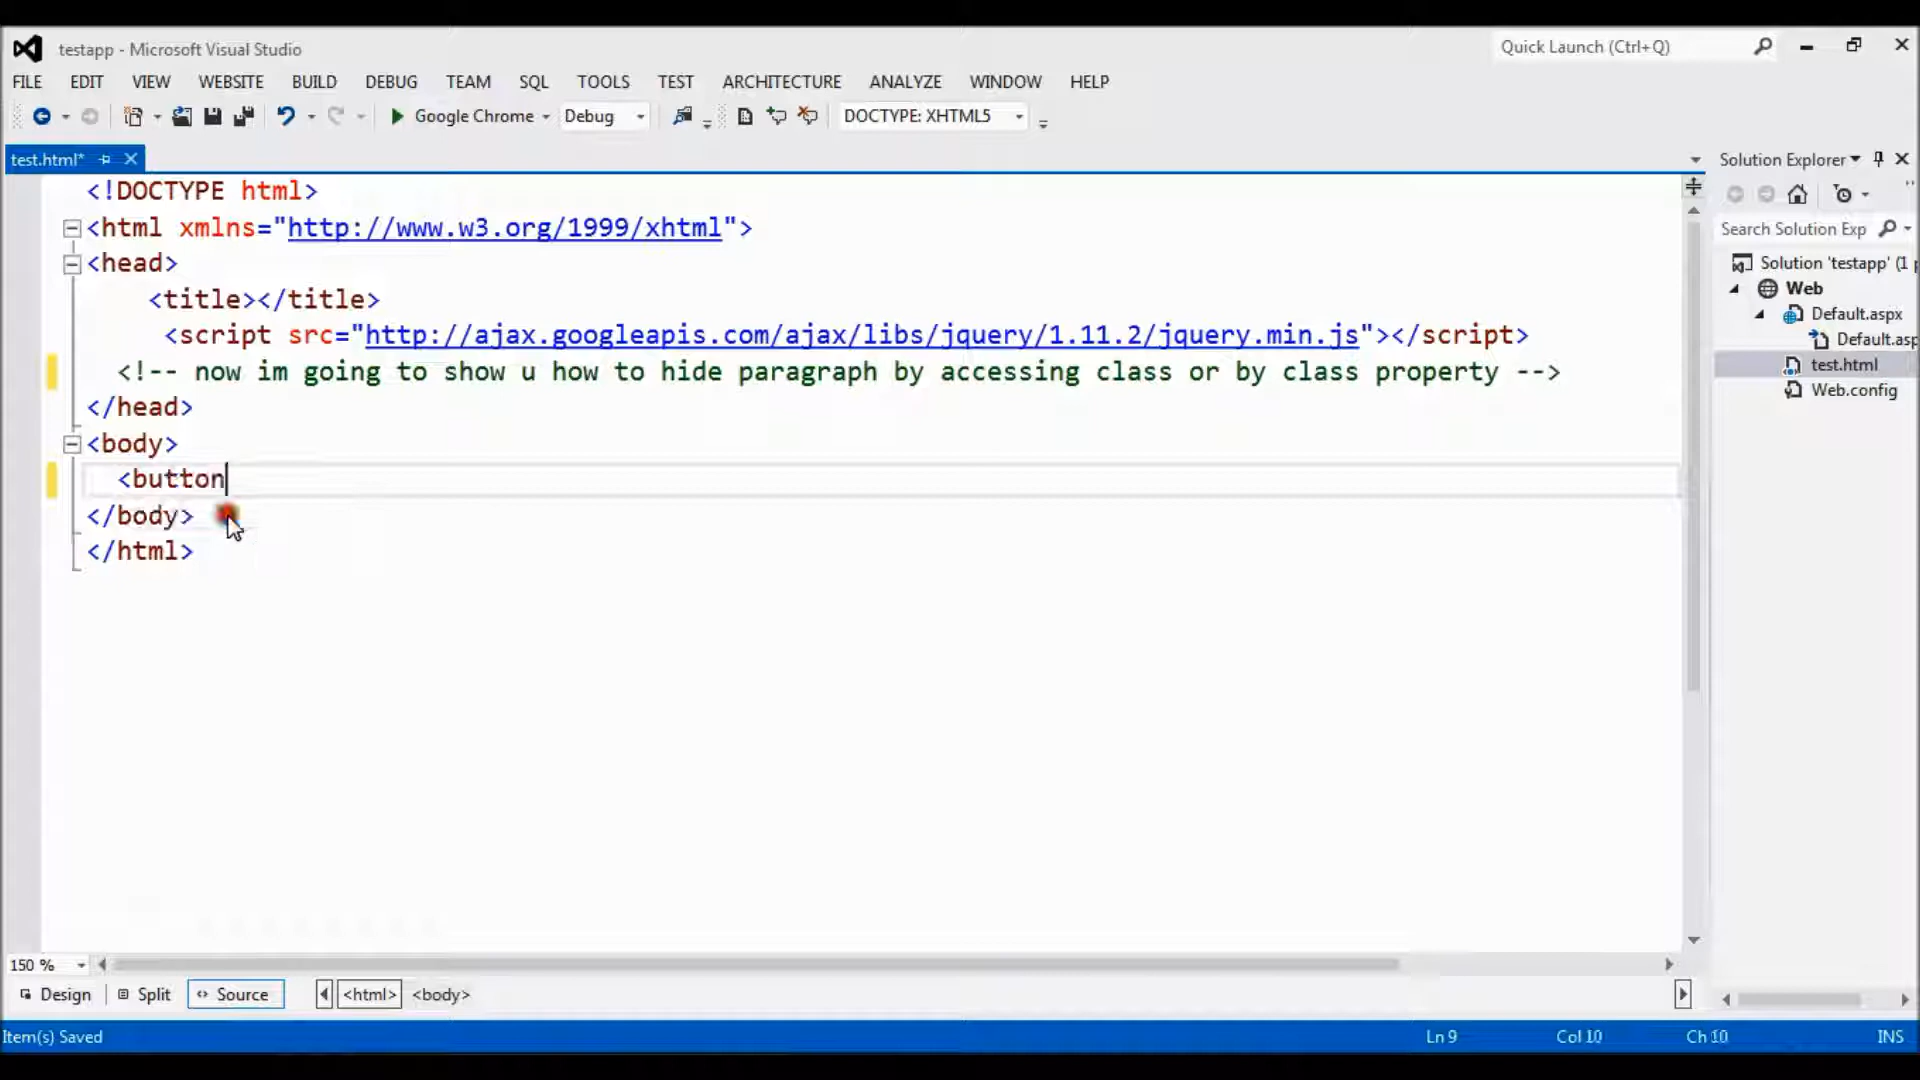 testapp - Microsoft Visual Studio
Quick Launch (Ctrl+Q)
FILE EDIT VIEW WEBSITE BUILD DEBUG TEAM SQL TOOLS TEST ARCHITECTURE ANALYZE WINDOW HELP
Google Chrome Debug DOCTYPE: XHTML5
test.html*
Solution Explorer
<!DOCTYPE html>
<html xmlns="http://www.w3.org/1999/xhtml">
<head>
<title></title>
<script src="http://ajax.googleapis.com/ajax/libs/jquery/1.11.2/jquery.min.js"></script>
<!-- now im going to show u how to hide paragraph by accessing class or by class property -->
</head>
<body>
<button
</body>
</html>
Search Solution Exp
Solution 'testapp' (1 p
Web
Default.aspx
Default.asp
test.html
Web.config
150 %
Design Split Source <html> <body>
Item(s) Saved
Ln 9 Col 10 Ch 10 INS